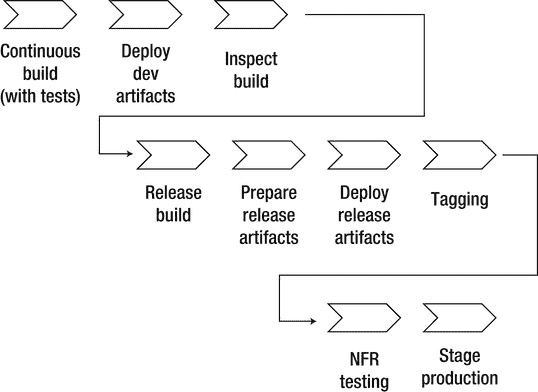 Continuous
build
(with tests)
Deploy
dev
artifacts
Inspect
build
Release
build
Prepare
release
artifacts
Deploy
release
artifacts
Tagging
NFR
testing
Stage
production